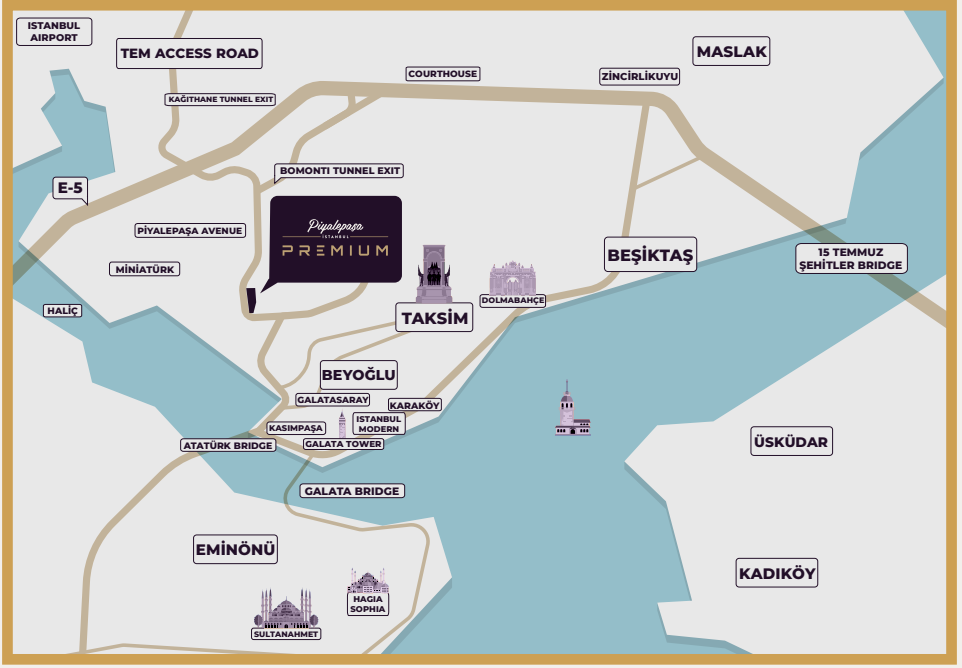 ISTANBUL
AIRPORT
TEM ACCESS ROAD
MASLAK
COURTHOUSE
ZİNCİRLİKUYU
KAĞITHANE TUNNEL EXIT
BOMONTI TUNNEL EXIT
E-5
Piyalepaşa
İSTANBUL
PREMIUM
PİYALEPAŞA AVENUE
BEŞİKTAŞ
15 TEMMUZ
ŞEHİTLER BRIDGE
MİNİATÜRK
DOLMABAHÇE
HALİÇ
TAKSİM
BEYOĞLU
GALATASARAY
KARAKÖY
ISTANBUL
MODERN
KASIMPAŞA
ATATÜRK BRIDGE
GALATA TOWER
ÜSKÜDAR
GALATA BRIDGE
EMİNÖNÜ
KADIKÖY
HAGIA
SOPHIA
SULTANAHMET